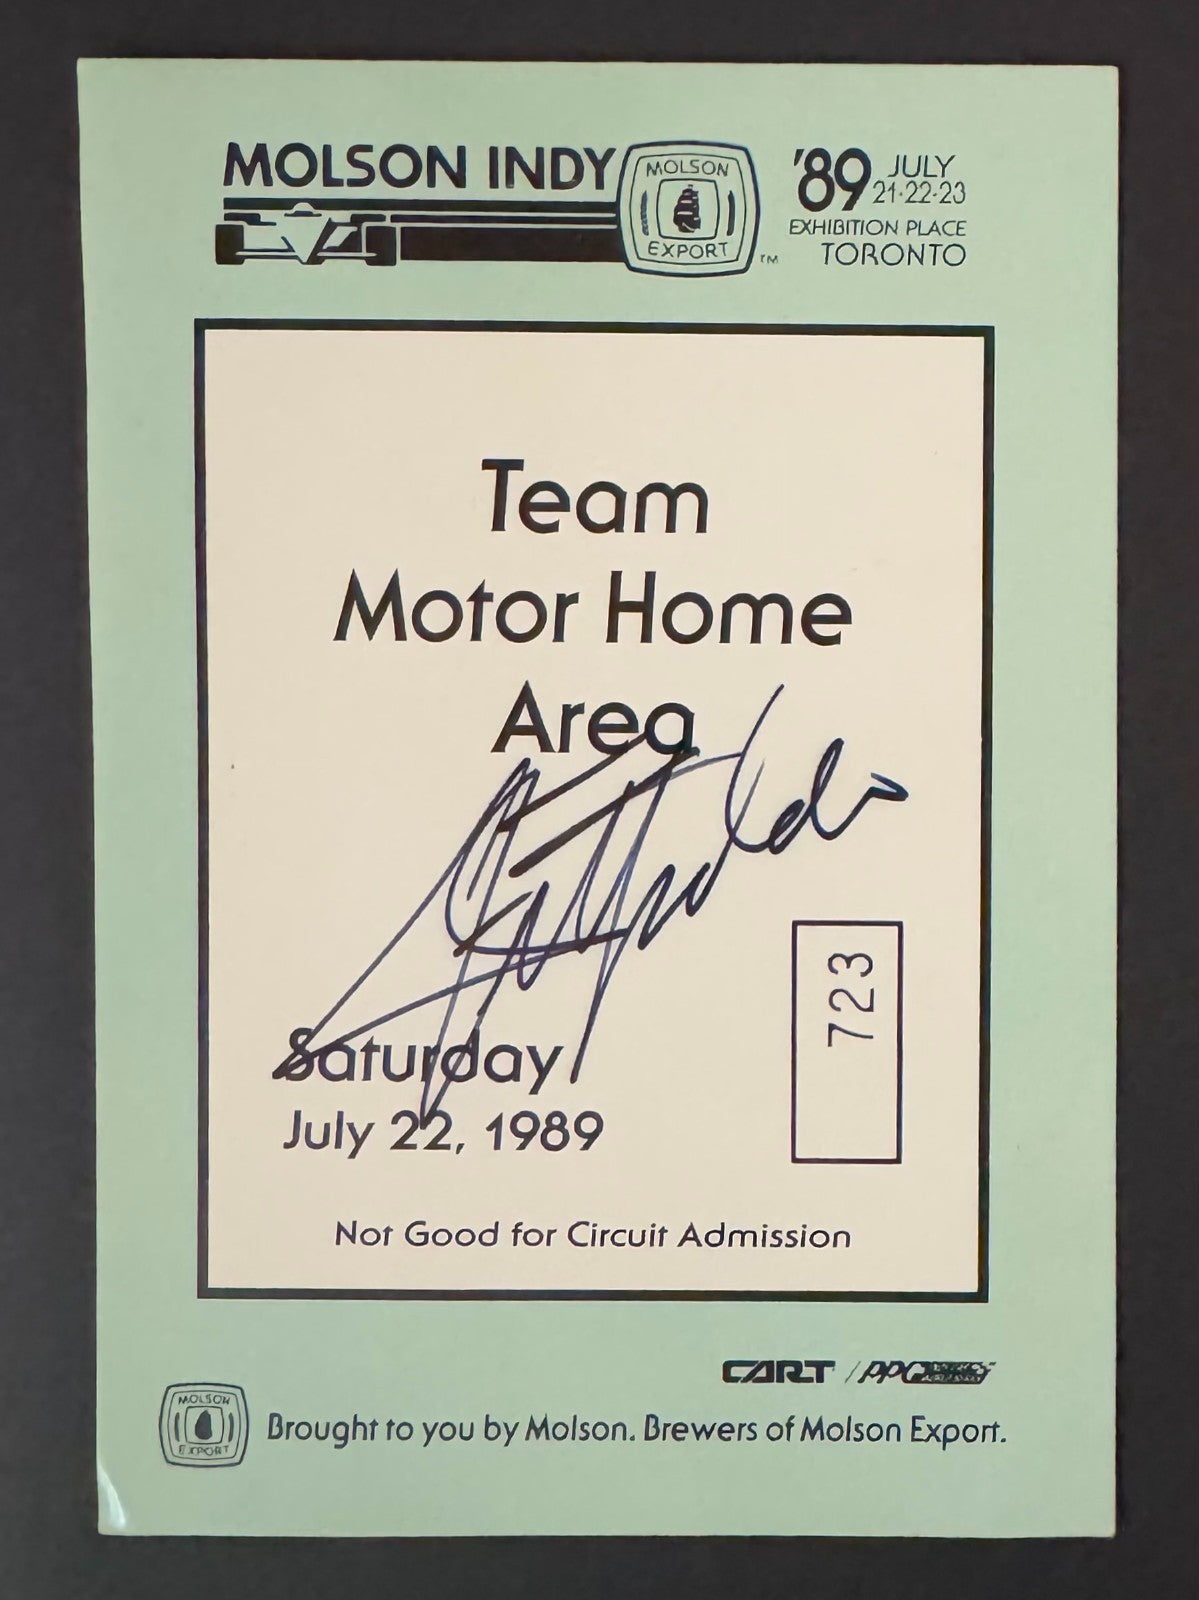 MOLSON INDY
MOLSON
EXPORT
TM
'89 JULY
21·22·23
EXHIBITION PLACE
TORONTO
Team
Motor Home
Area
723
Saturday
July 22, 1989
Not Good for Circuit Admission
CART / PPG
MOLSON
EXPORT
Brought to you by Molson. Brewers of Molson Export.